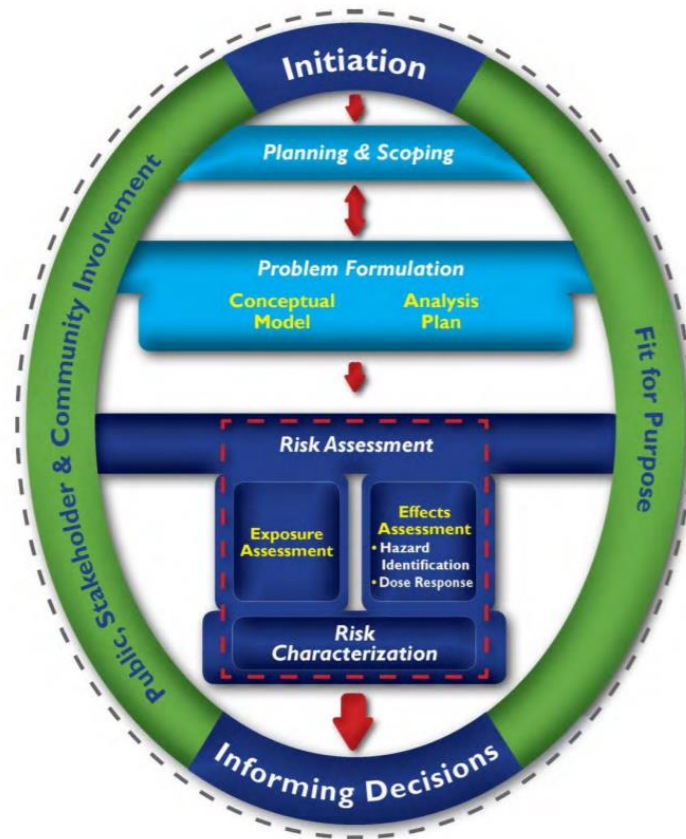 Initiation
Public, Stakeholder & Community Involvement
Fit for Purpose
Planning & Scoping
Problem Formulation
Conceptual
Model
Analysis
Plan
Risk Assessment
Exposure
Assessment
Effects
Assessment
• Hazard
Identification
• Dose Response
Risk
Characterization
Informing Decisions